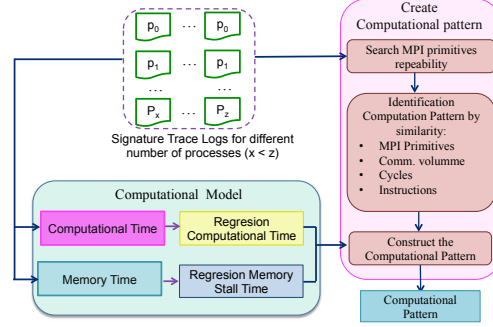 Create
Computational pattern
p0 ... p0
p1 ... p1
... ...
Px ... Pz
Signature Trace Logs for different
number of processes (x < z)
Search MPI primitives
repeability
Identification
Computation Pattern by
similarity:
• MPI Primitives
• Comm. volumme
• Cycles
• Instructions
Computational Model
Computational Time
Regresion
Computational Time
Memory Time
Regresion Memory
Stall Time
Construct the
Computational Pattern
Computational
Pattern